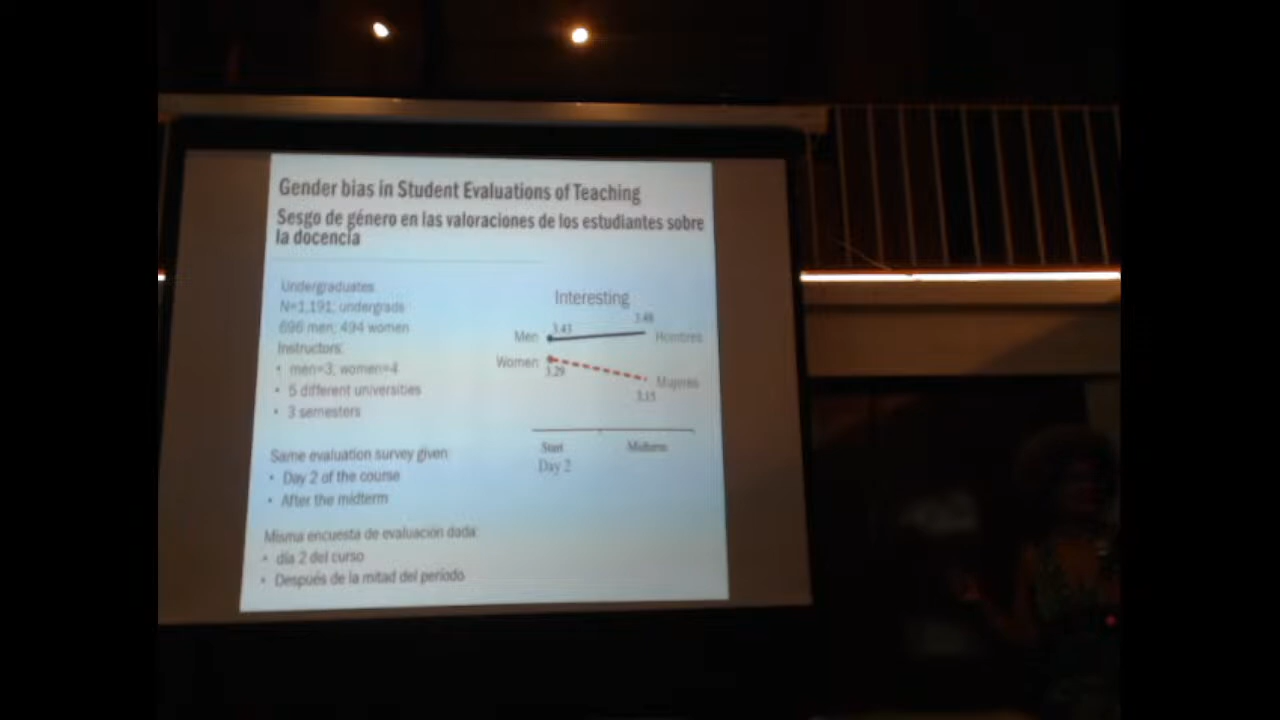 Gender bias in Student Evaluations of Teaching
Sesgo de género en las valoraciones de los estudiantes sobre
la docencia
Undergraduates
N=1,191; undergrads
696 men; 494 women
Instructors:
• men=3, women=4
• 5 different universities
• 3 semesters
Same evaluation survey given:
• Day 2 of the course
• After the midterm
Misma encuesta de evaluación dada:
• día 2 del curso
• Después de la mitad del período
Interesting
3.43
3.48
Men
Hombres
Women
3.29
Mujeres
3.15
Start
Midterm
Day 2